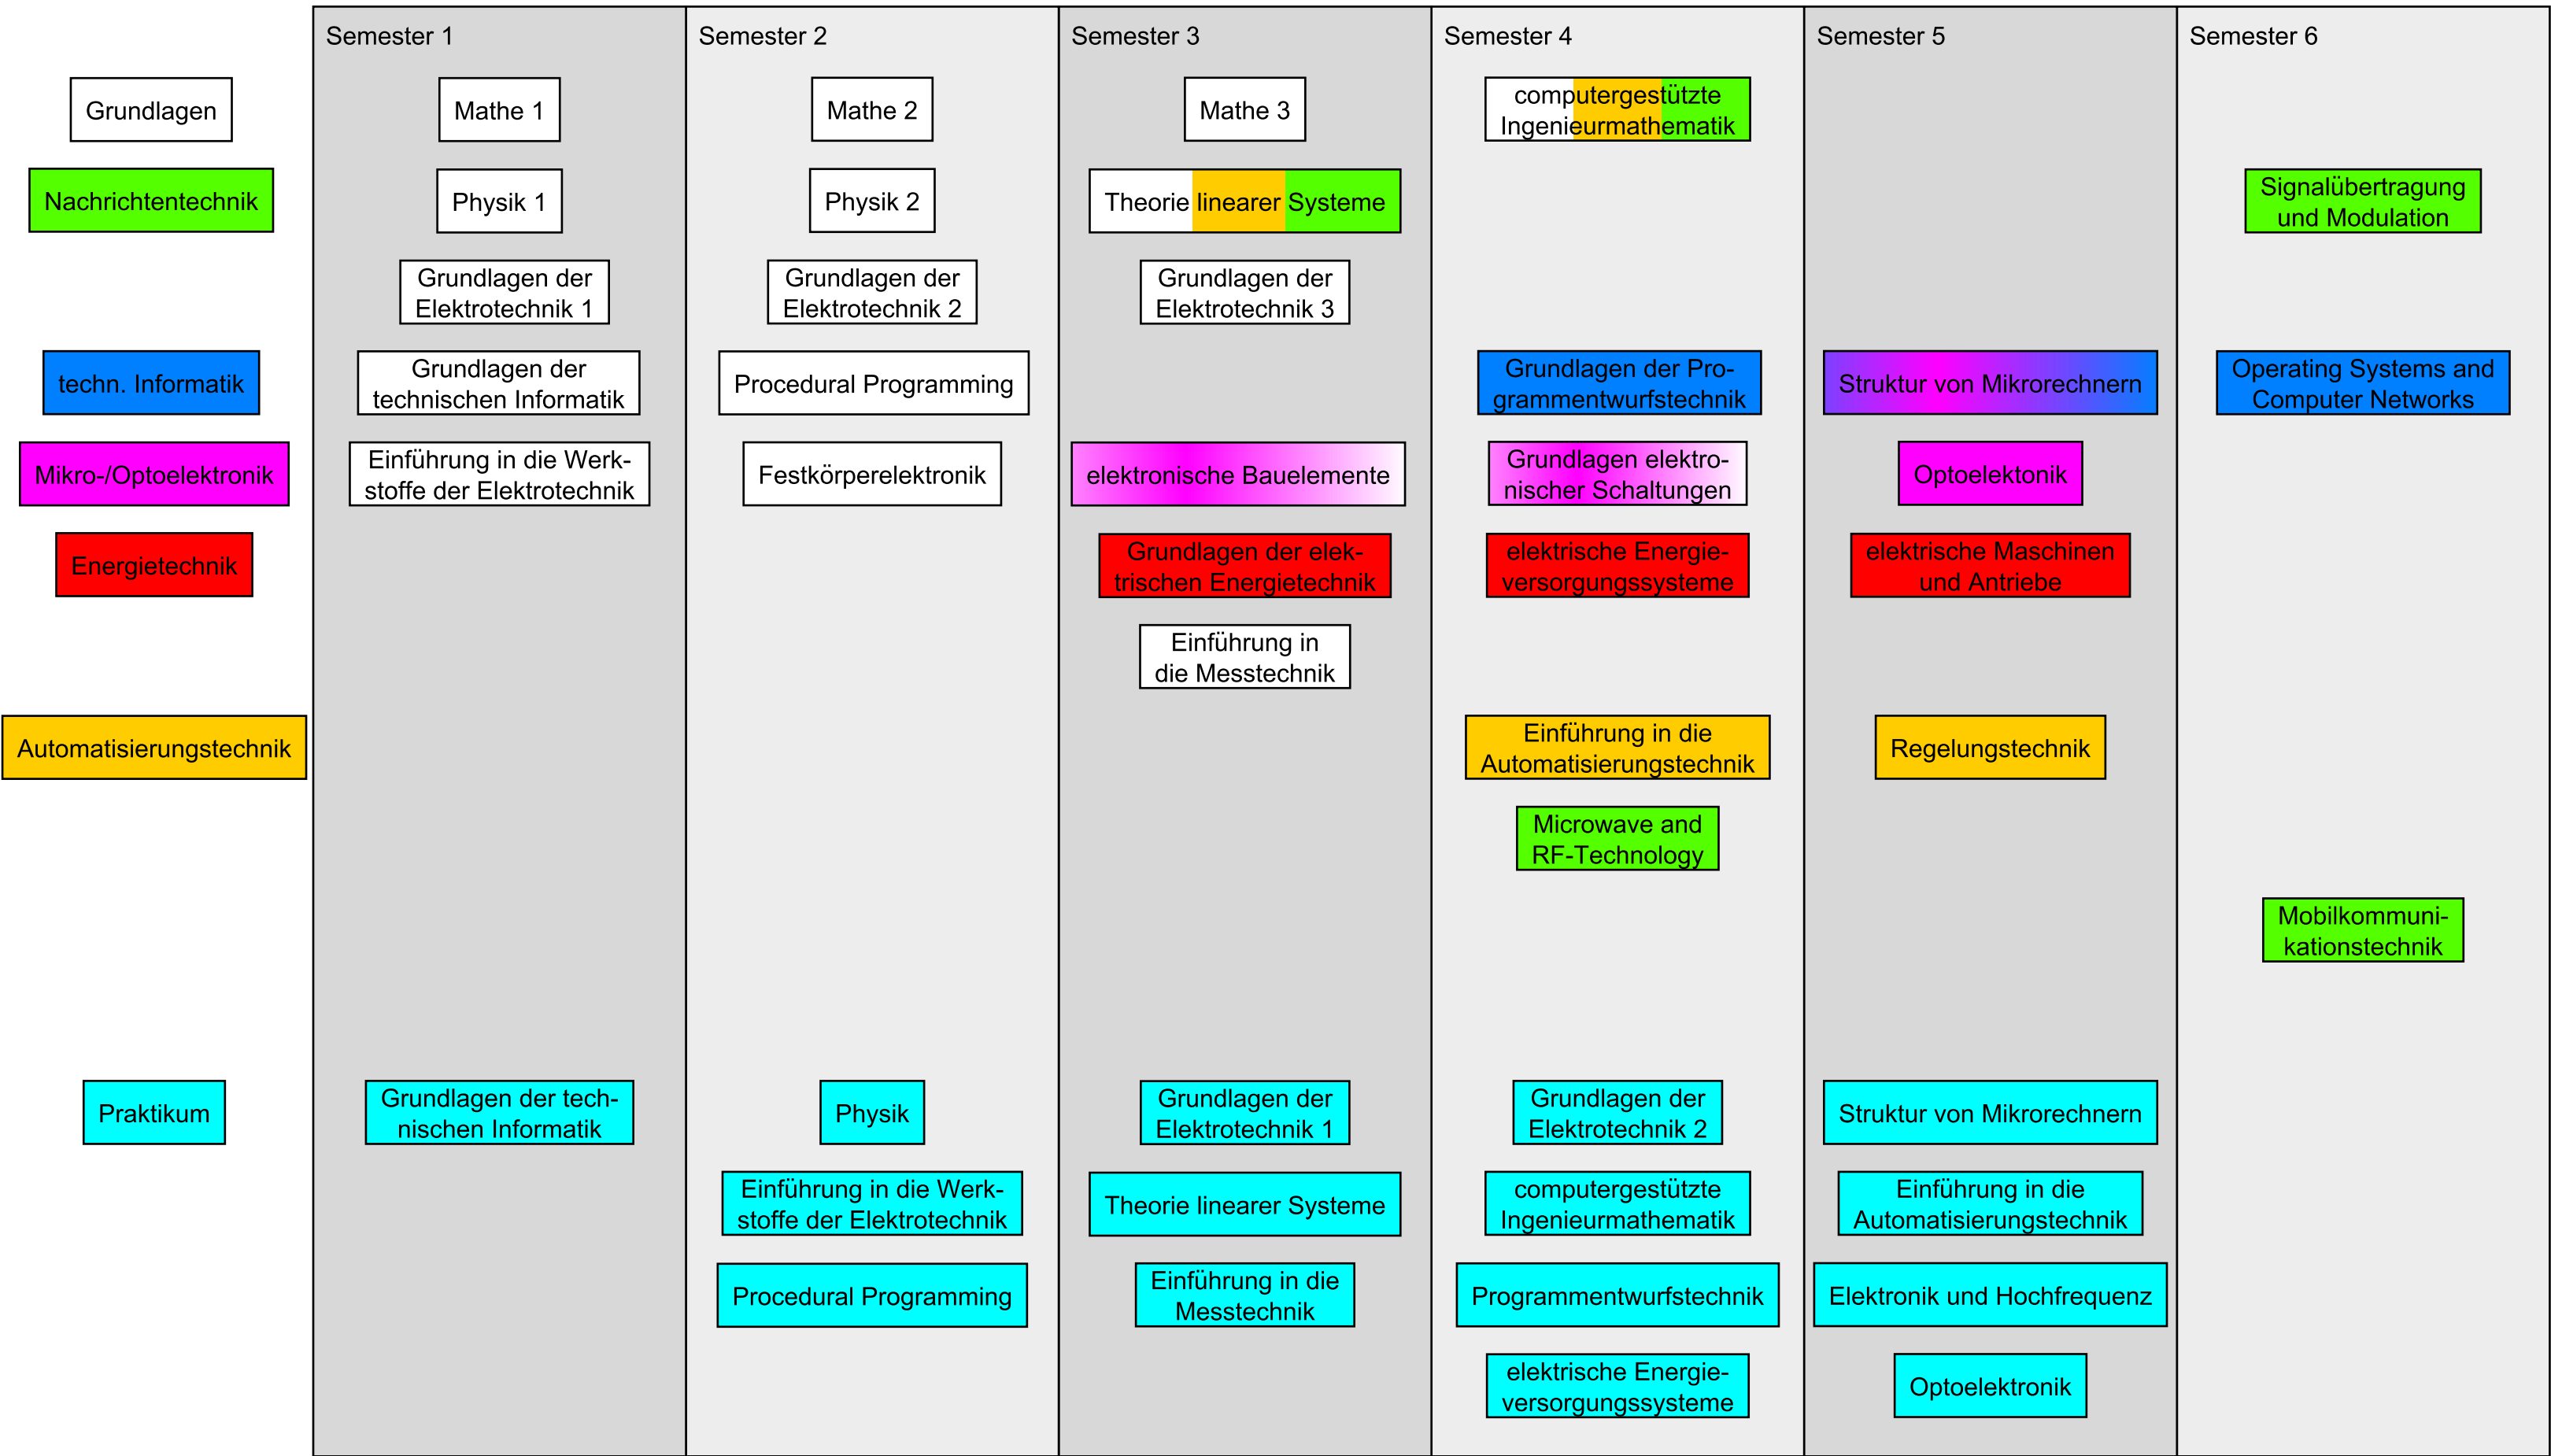 Semester 1
Semester 2
Semester 3
Semester 4
Semester 5
Semester 6
Grundlagen
Mathe 1
Mathe 2
Mathe 3
computergestützte
Ingenieurmathematik
Nachrichtentechnik
Physik 1
Physik 2
Theorie linearer Systeme
Signalübertragung
und Modulation
Grundlagen der
Elektrotechnik 1
Grundlagen der
Elektrotechnik 2
Grundlagen der
Elektrotechnik 3
techn. Informatik
Grundlagen der
technischen Informatik
Procedural Programming
Grundlagen der Pro-
grammentwurfstechnik
Struktur von Mikrorechnern
Operating Systems and
Computer Networks
Mikro-/Optoelektronik
Einführung in die Werk-
stoffe der Elektrotechnik
Festkörperelektronik
elektronische Bauelemente
Grundlagen elektro-
nischer Schaltungen
Optoelektonik
Energietechnik
Grundlagen der elek-
trischen Energietechnik
elektrische Energie-
versorgungssysteme
elektrische Maschinen
und Antriebe
Einführung in
die Messtechnik
Automatisierungstechnik
Einführung in die
Automatisierungstechnik
Regelungstechnik
Microwave and
RF-Technology
Mobilkommuni-
kationstechnik
Praktikum
Grundlagen der tech-
nischen Informatik
Physik
Grundlagen der
Elektrotechnik 1
Grundlagen der
Elektrotechnik 2
Struktur von Mikrorechnern
Einführung in die Werk-
stoffe der Elektrotechnik
Theorie linearer Systeme
computergestützte
Ingenieurmathematik
Einführung in die
Automatisierungstechnik
Procedural Programming
Einführung in die
Messtechnik
Programmentwurfstechnik
Elektronik und Hochfrequenz
elektrische Energie-
versorgungssysteme
Optoelektronik